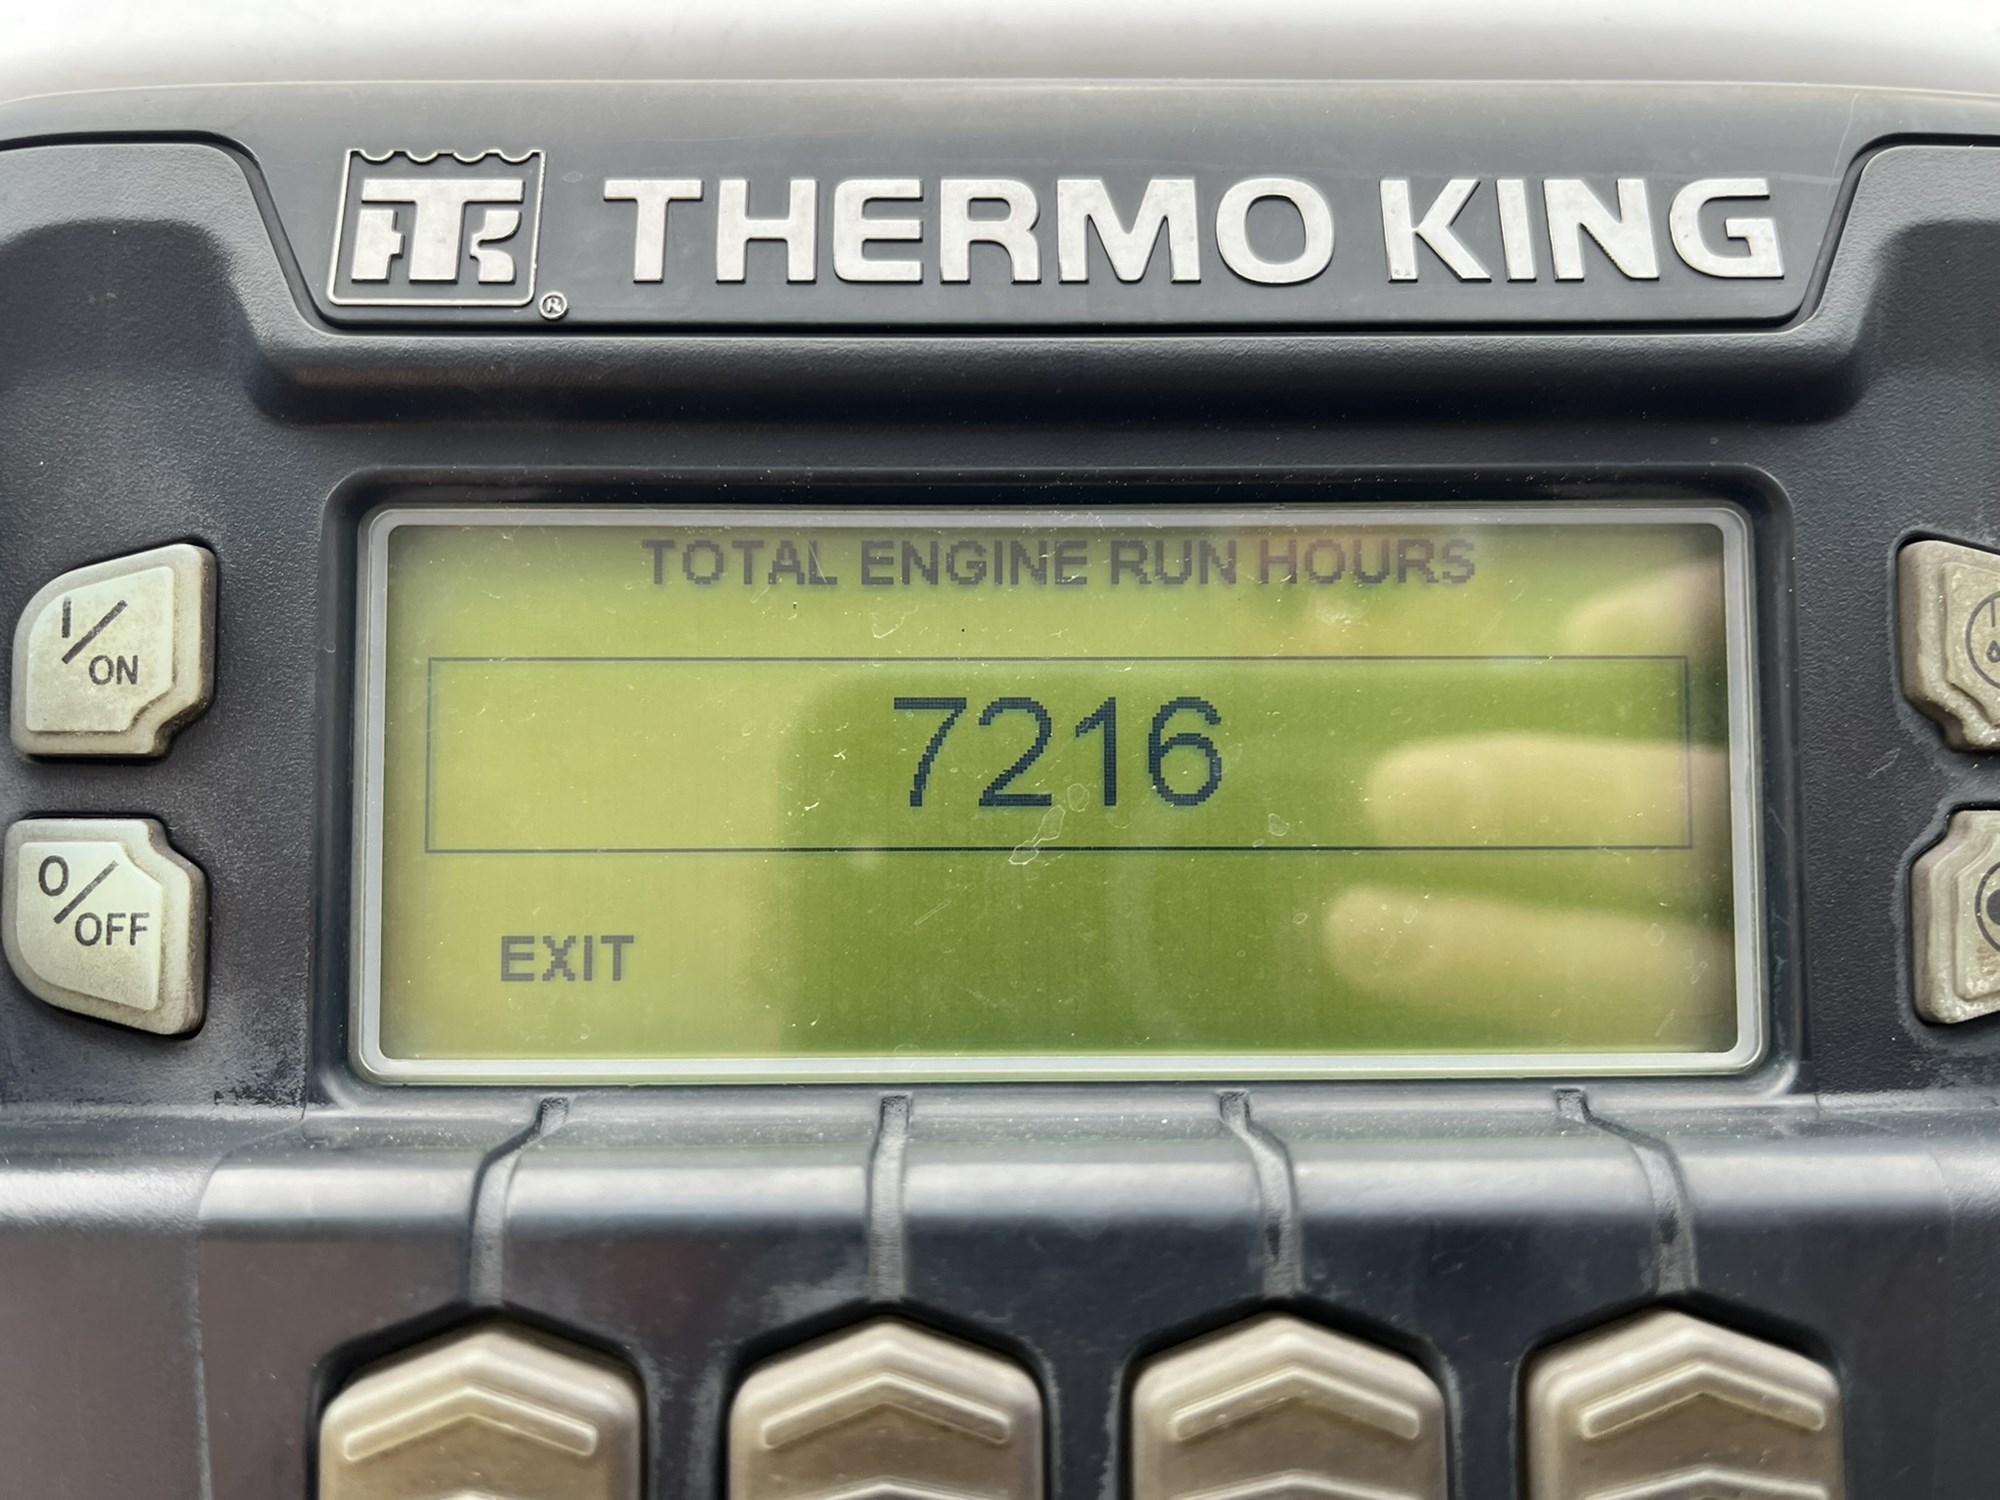 TK ® THERMO KING
TOTAL ENGINE RUN HOURS
I/ON
7216
O/OFF
EXIT